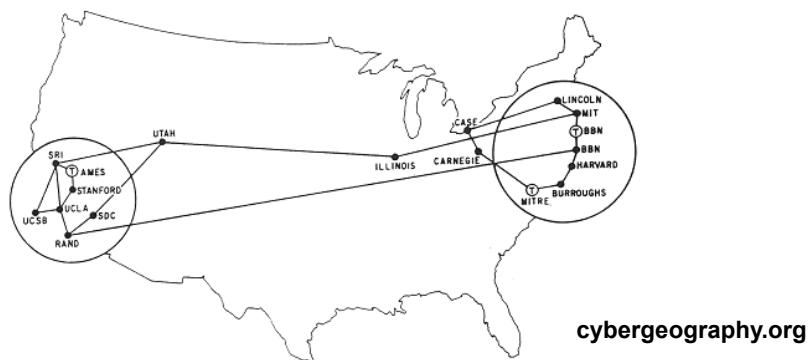 LINCOLN
CASE
MIT
T
BBN
UTAH
BBN
SRI
CARNEGIE
ILLINOIS
HARVARD
T
AMES
STANFORD
T
BURROUGHS
MITRE
UCLA
SDC
UCSB
RAND
cybergeography.org